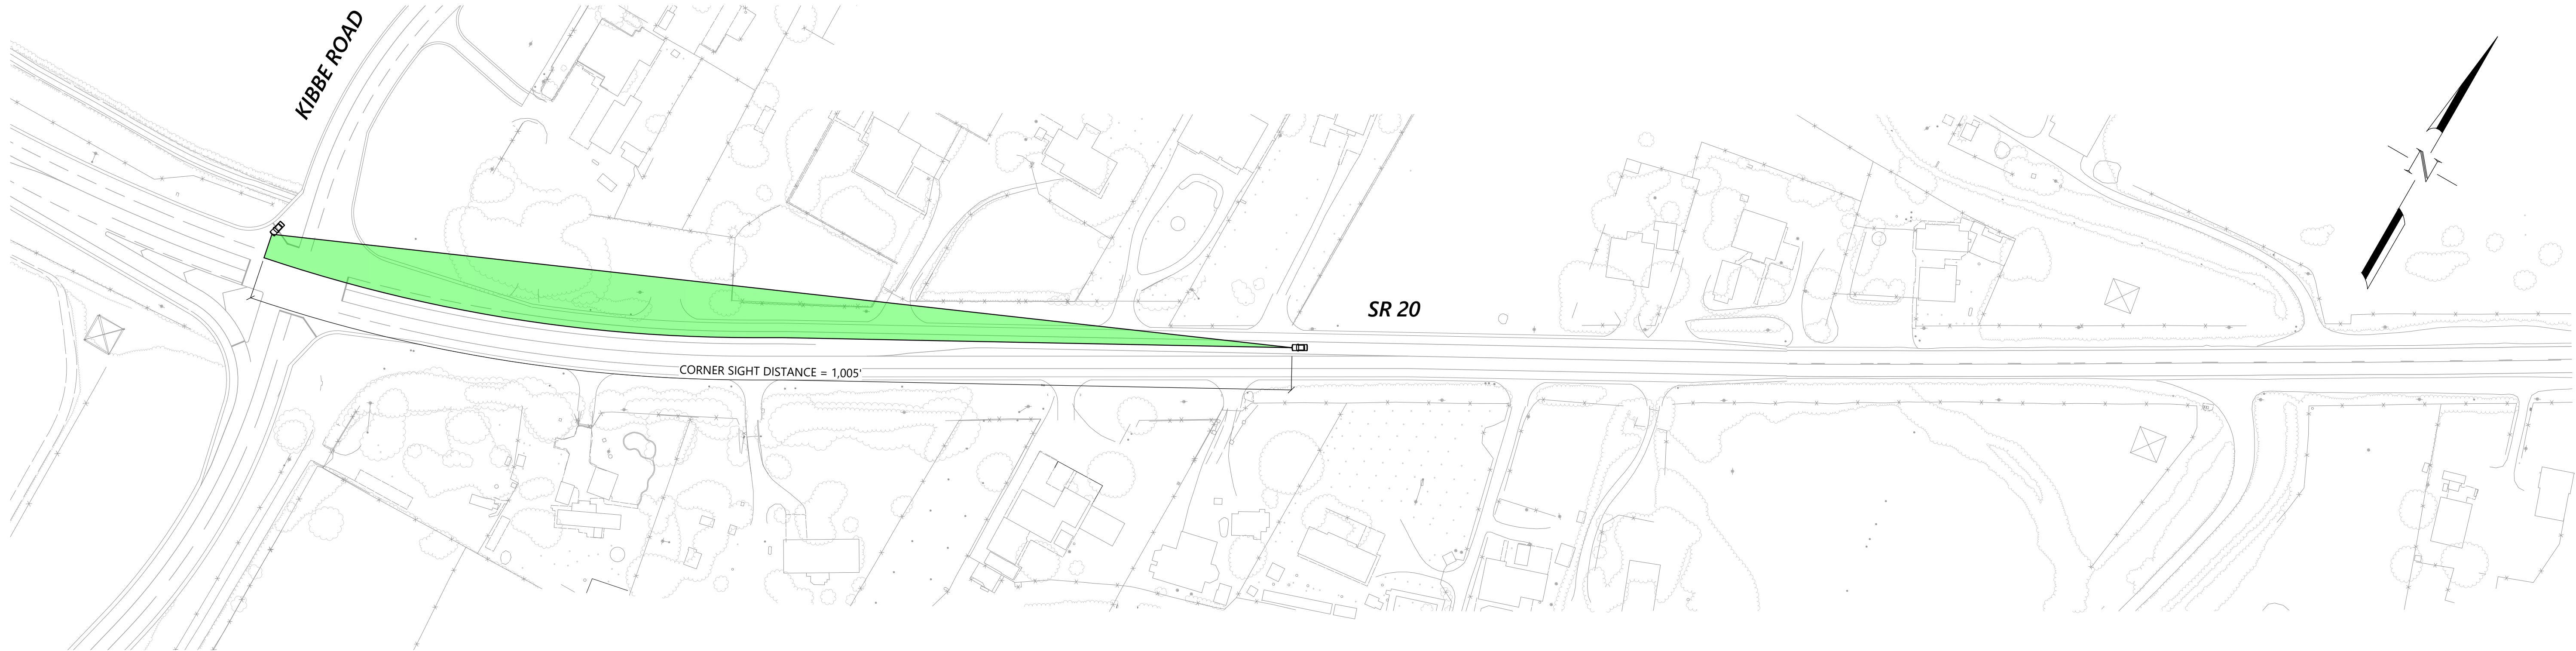 KIBBE ROAD
N
SR 20
CORNER SIGHT DISTANCE = 1,005'